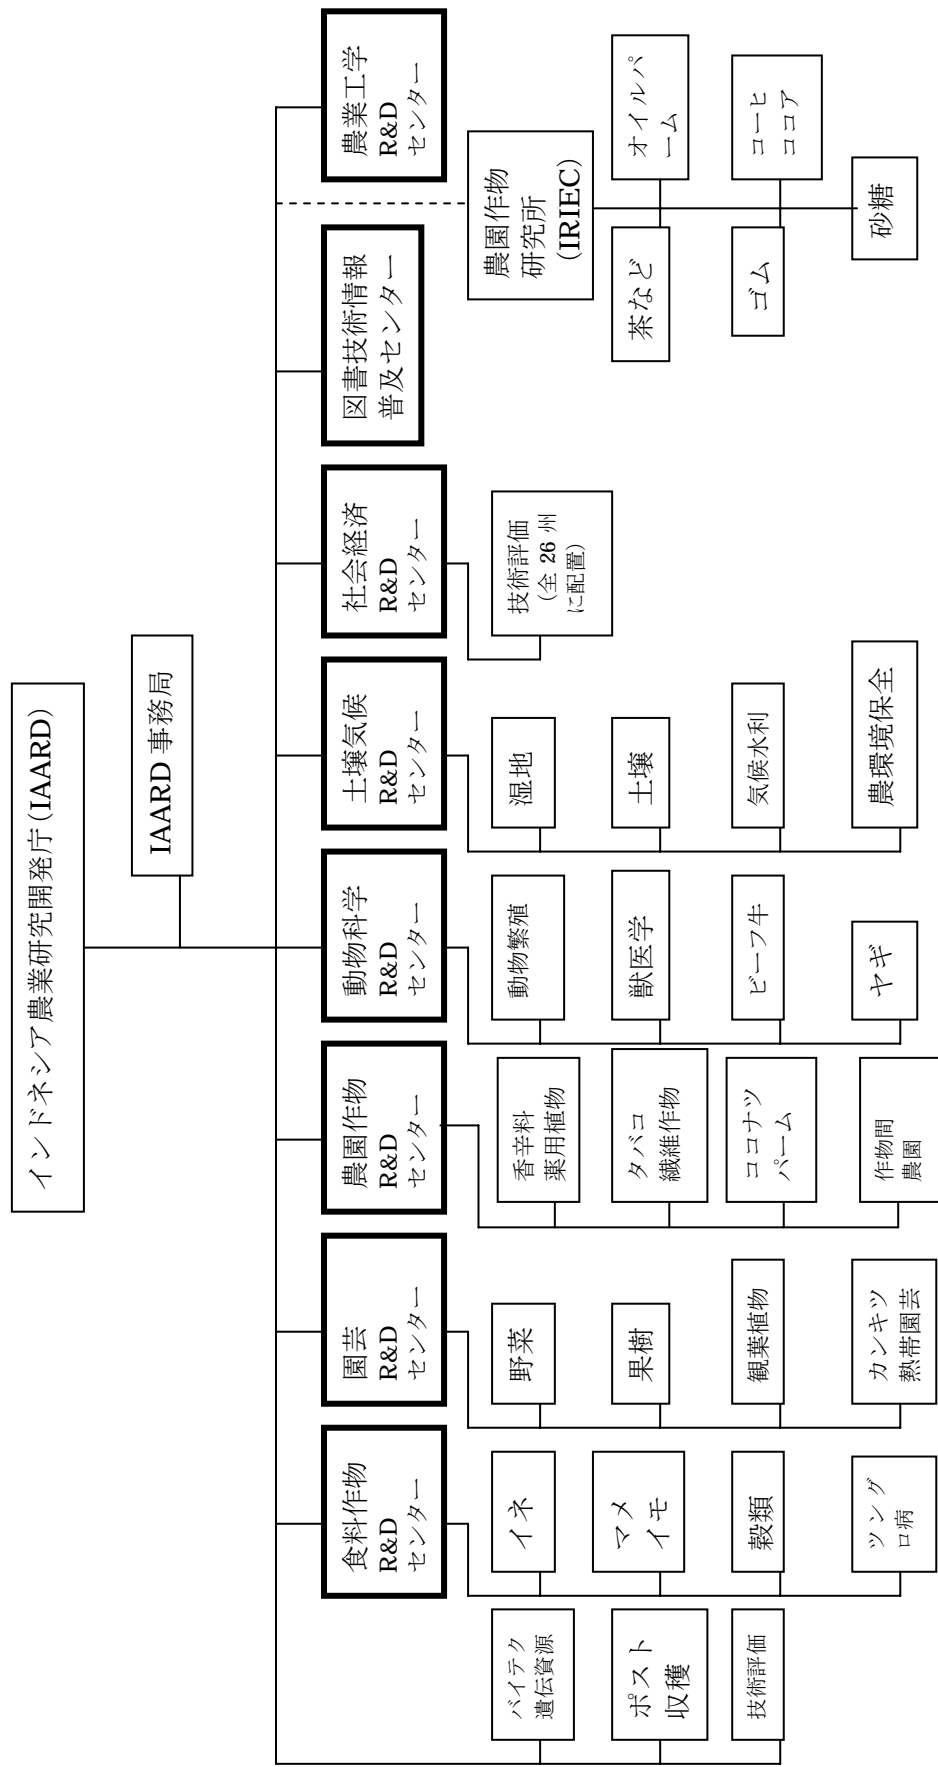 インドネシア農業研究開発庁(IAARD)
IAARD 事務局
食料作物
R&D
センター
園芸
R&D
センター
農園作物
R&D
センター
動物科学
R&D
センター
土壌気候
R&D
センター
社会経済
R&D
センター
図書技術情報
普及センター
農業工学
R&D
センター
バイテク
遺伝資源
ポスト
収穫
技術評価
イネ
マメ
イモ
穀類
ツング
ロ病
野菜
果樹
観葉植物
カンキツ
熱帯園芸
香辛料
薬用植物
タバコ
繊維作物
ココナツ
パーム
作物間
農園
動物繁殖
獣医学
ビーフ牛
ヤギ
湿地
土壌
気候水利
農環境保全
技術評価
(全 26 州
に配置)
農園作物
研究所
(IRIEC)
茶など
オイルパ
ーム
ゴム
コーヒ
ココア
砂糖